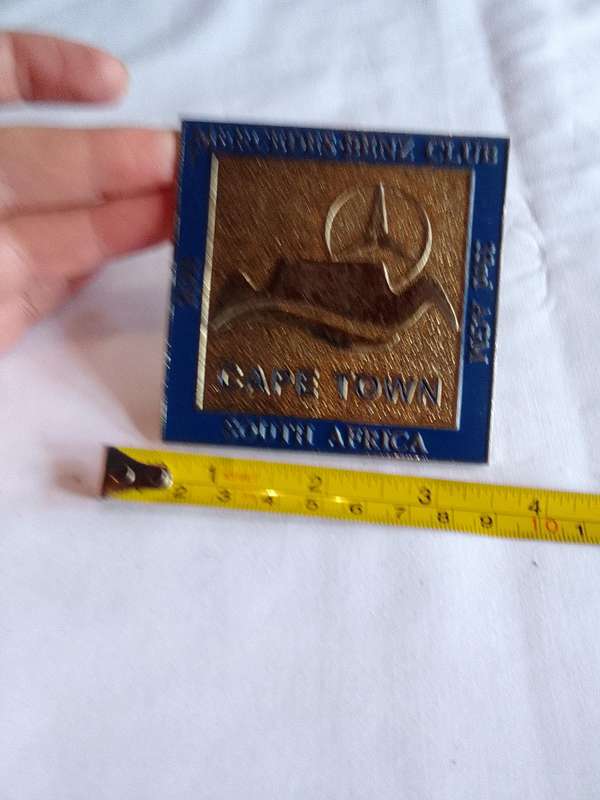 MERCEDES-BENZ CLUB
CAPE TOWN
SOUTH AFRICA
1 2 3 4
2 3 4 5 6 7 8 9 10 1